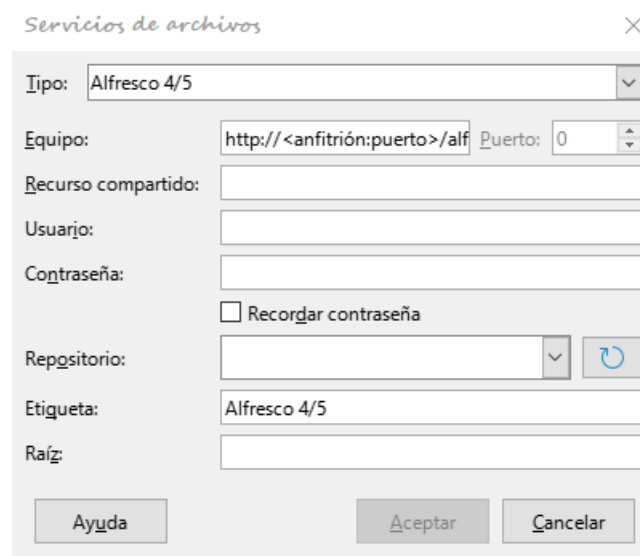 Servicios de archivos
Tipo: Alfresco 4/5
Equipo: http://<anfitrión:puerto>/alf Puerto: 0
Recurso compartido:
Usuario:
Contraseña:
Recordar contraseña
Repositorio:
Etiqueta: Alfresco 4/5
Raíz:
Ayuda Aceptar Cancelar